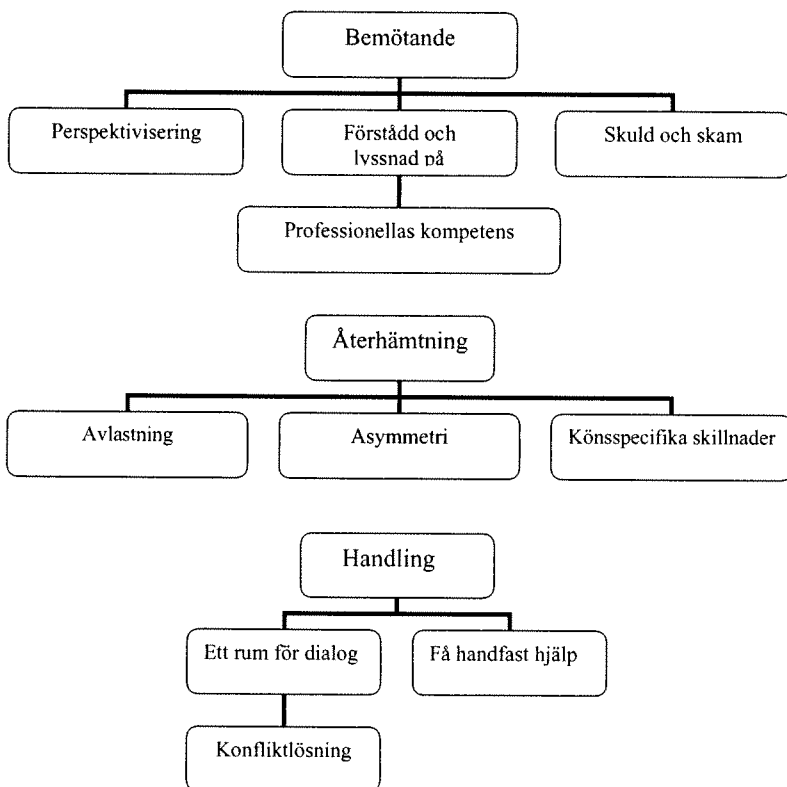 Bemötande
Perspektivisering
Förstådd och
lyssnad på
Skuld och skam
Professionellas kompetens
Återhämtning
Avlastning
Asymmetri
Könsspecifika skillnader
Handling
Ett rum för dialog
Få handfast hjälp
Konfliktlösning